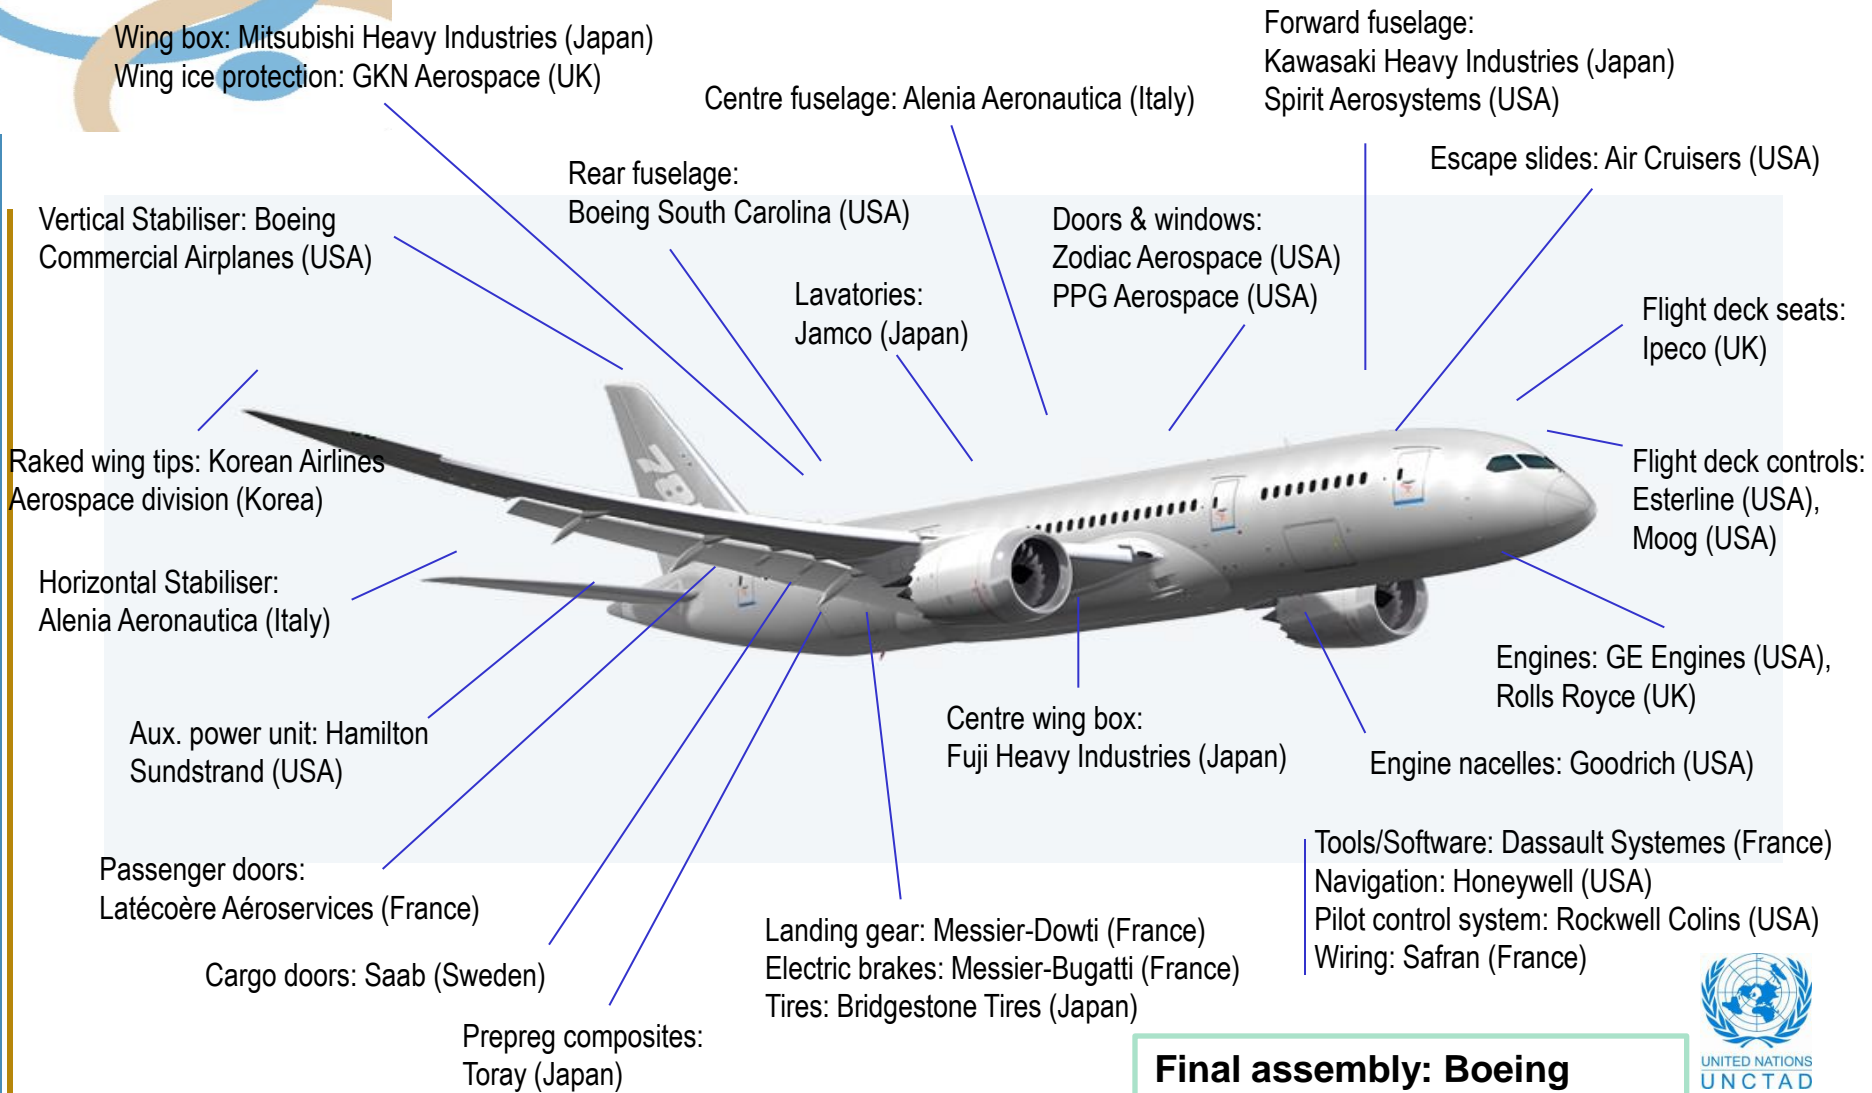 Wing box: Mitsubishi Heavy Industries (Japan)
Wing ice protection: GKN Aerospace (UK)
Forward fuselage:
Kawasaki Heavy Industries (Japan)
Spirit Aerosystems (USA)
Centre fuselage: Alenia Aeronautica (Italy)
Escape slides: Air Cruisers (USA)
Rear fuselage:
Boeing South Carolina (USA)
Vertical Stabiliser: Boeing
Commercial Airplanes (USA)
Doors & windows:
Zodiac Aerospace (USA)
PPG Aerospace (USA)
Lavatories:
Jamco (Japan)
Flight deck seats:
Ipeco (UK)
Raked wing tips: Korean Airlines
Aerospace division (Korea)
Flight deck controls:
Esterline (USA),
Moog (USA)
Horizontal Stabiliser:
Alenia Aeronautica (Italy)
Engines: GE Engines (USA),
Rolls Royce (UK)
Aux. power unit: Hamilton
Sundstrand (USA)
Centre wing box:
Fuji Heavy Industries (Japan)
Engine nacelles: Goodrich (USA)
Tools/Software: Dassault Systemes (France)
Navigation: Honeywell (USA)
Pilot control system: Rockwell Colins (USA)
Wiring: Safran (France)
Passenger doors:
Latécoère Aéroservices (France)
Landing gear: Messier-Dowti (France)
Electric brakes: Messier-Bugatti (France)
Tires: Bridgestone Tires (Japan)
Cargo doors: Saab (Sweden)
Prepreg composites:
Toray (Japan)
Final assembly: Boeing
UNITED NATIONS
UNCTAD